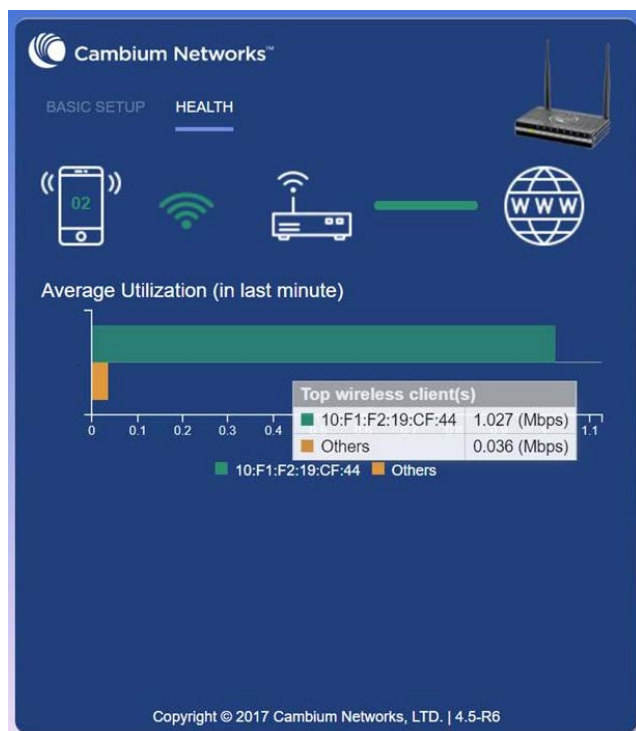 Cambium Networks™
BASIC SETUP HEALTH
02
WWW
Average Utilization (in last minute)
Top wireless client(s)
10:F1:F2:19:CF:44 1.027 (Mbps)
Others 0.036 (Mbps)
0 0.1 0.2 0.3 0.4 1.1
10:F1:F2:19:CF:44 Others
Copyright © 2017 Cambium Networks, LTD. | 4.5-R6